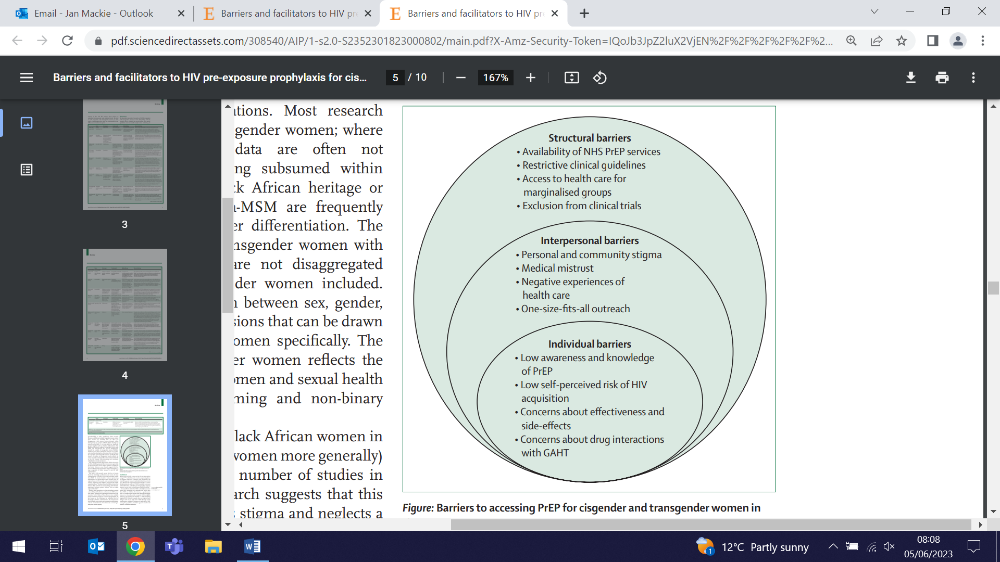 Email - Jan Mackie - Outlook
Barriers and facilitators to HIV pr
Barriers and facilitators to HIV pr
pdf.sciencedirectassets.com/308540/AIP/1-s2.0-S2352301823000802/main.pdf?X-Amz-Security-Token=IQoJb3JpZ2luX2VjEN%2F%2F%2F%2F%2F%2...
Barriers and facilitators to HIV pre-exposure prophylaxis for cis...
5 / 10
167%
3
4
5
tions. Most research
gender women; where
data are often not
ng subsumed within
k African heritage or
-MSM are frequently
er differentiation. The
nsgender women with
are not disaggregated
der women included.
between sex, gender,
sions that can be drawn
omen specifically. The
er women reflects the
omen and sexual health
ming and non-binary
lack African women in
women more generally)
number of studies in
arch suggests that this
stigma and neglects a
Structural barriers
• Availability of NHS PrEP services
• Restrictive clinical guidelines
• Access to health care for
marginalised groups
• Exclusion from clinical trials
Interpersonal barriers
• Personal and community stigma
• Medical mistrust
• Negative experiences of
health care
• One-size-fits-all outreach
Individual barriers
• Low awareness and knowledge
of PrEP
• Low self-perceived risk of HIV
acquisition
• Concerns about effectiveness and
side-effects
• Concerns about drug interactions
with GAHT
Figure: Barriers to accessing PrEP for cisgender and transgender women in
1
12°C Partly sunny
08:08
05/06/2023